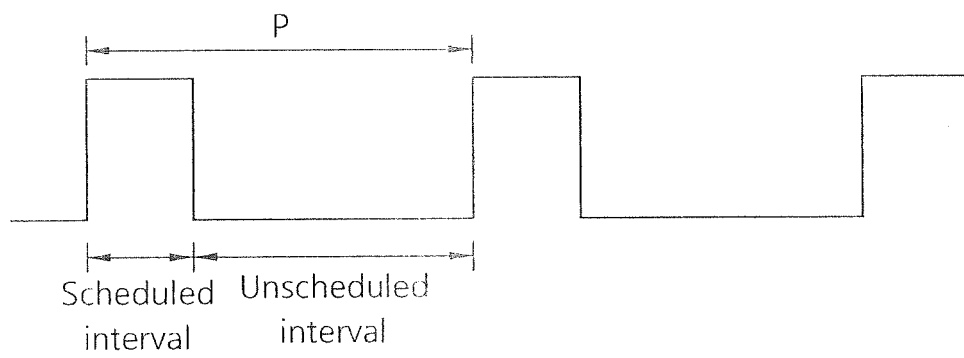 P
Scheduled
interval
Unscheduled
interval